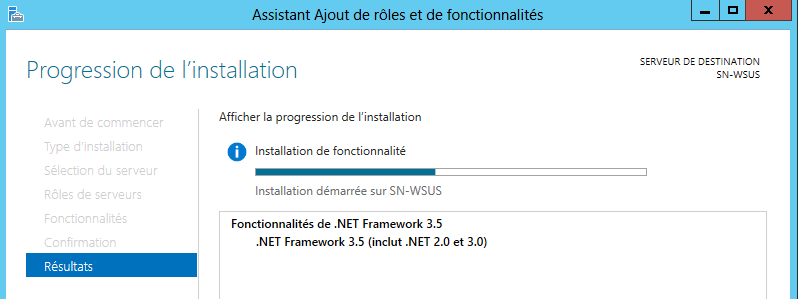 Assistant Ajout de rôles et de fonctionnalités
Progression de l'installation
SERVEUR DE DESTINATION
SN-WSUS
Avant de commencer
Type d'installation
Sélection du serveur
Rôles de serveurs
Fonctionnalités
Confirmation
Résultats
Afficher la progression de l'installation
Installation de fonctionnalité
Installation démarrée sur SN-WSUS
Fonctionnalités de .NET Framework 3.5
.NET Framework 3.5 (inclut .NET 2.0 et 3.0)